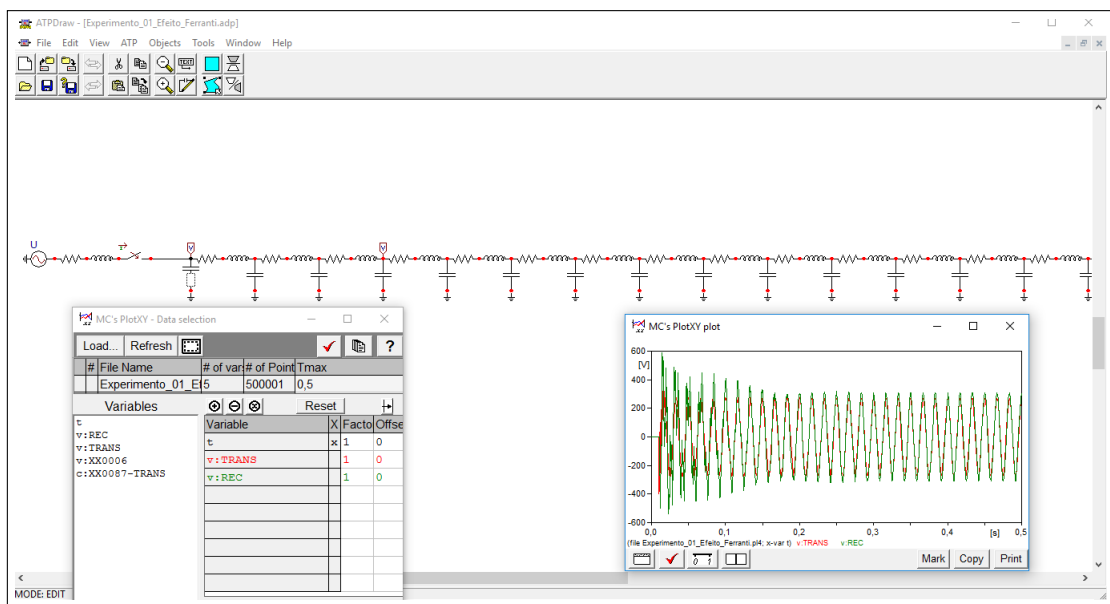 ATPDraw - [Experimento_01_Efeito_Ferranti.adp]
File Edit View ATP Objects Tools Window Help
TEXT
U
V
V
MC's PlotXY - Data selection
Load... Refresh ?
# File Name # of var: # of Point Tmax
Experimento_01_Ef 5 500001 0,5
Variables Reset
t
v:REC
v:TRANS
v:XX0006
c:XX0087-TRANS
Variable X Facto Offse
t x 1 0
v:TRANS 1 0
v:REC 1 0
MC's PlotXY plot
600
[V]
400
200
0
-200
-400
-600
0,0 0,1 0,2 0,3 0,4 [s] 0,5
(file Experimento_01_Efeito_Ferranti.pl4; x-var t) v:TRANS v:REC
0 1 Mark Copy Print
MODE: EDIT